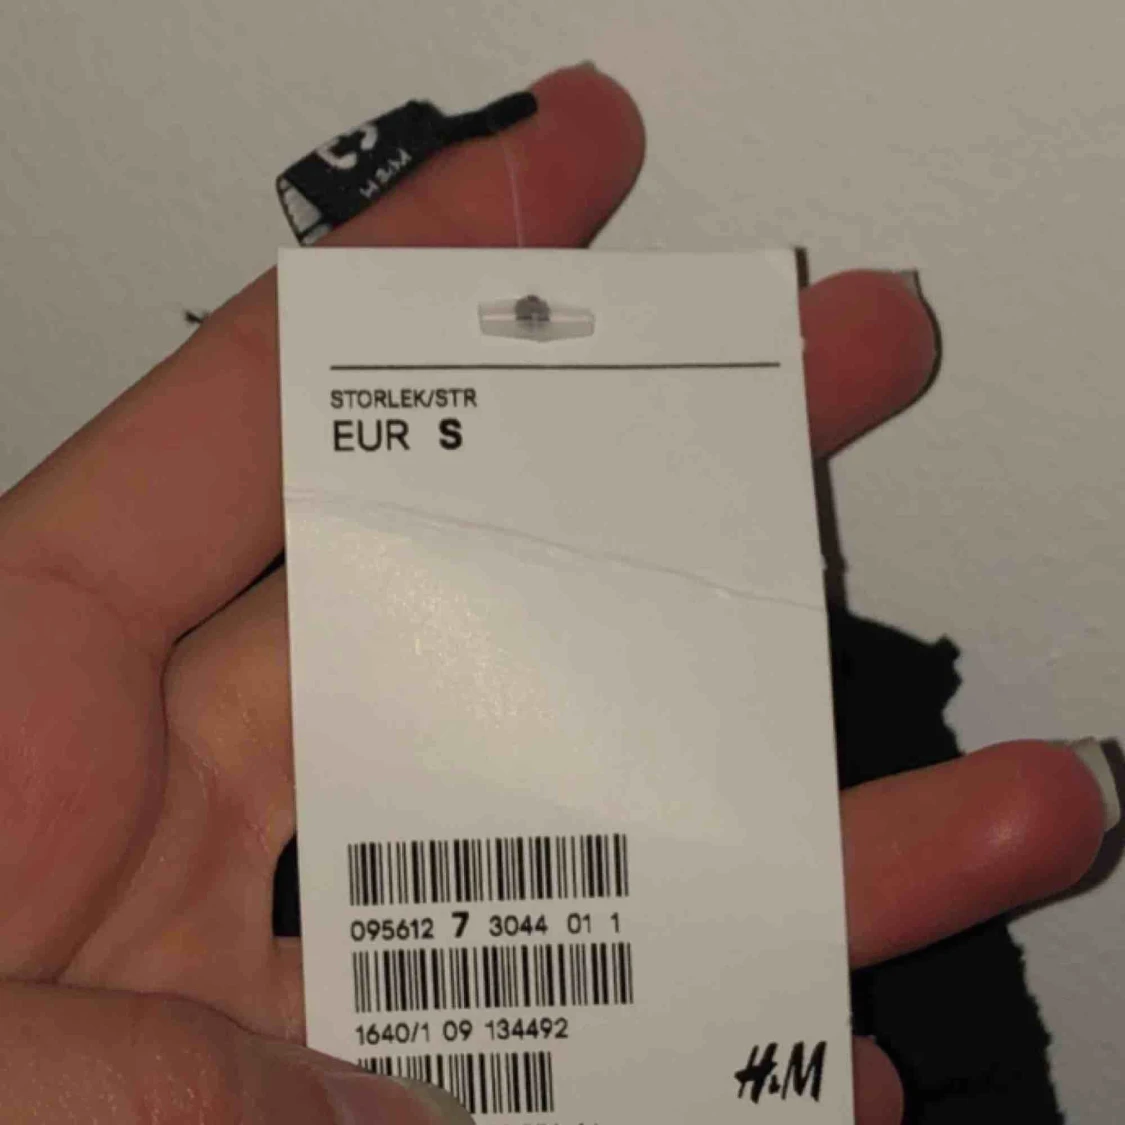 H&M
STORLEK/STR
EUR S
095612 7 3044 01 1
1640/1 09 134492
H&M